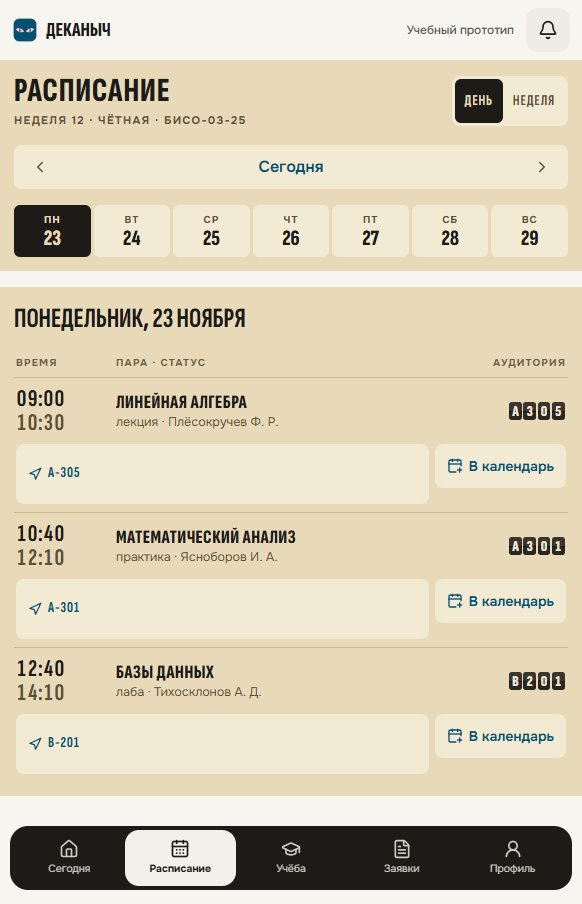 ДЕКАНЫЧ
Учебный прототип
РАСПИСАНИЕ
НЕДЕЛЯ 12 · ЧЁТНАЯ · БИСО-03-25
ДЕНЬ НЕДЕЛЯ
Сегодня
ПН ВТ СР ЧТ ПТ СБ ВС
23 24 25 26 27 28 29
ПОНЕДЕЛЬНИК, 23 НОЯБРЯ
ВРЕМЯ ПАРА · СТАТУС АУДИТОРИЯ
09:00 ЛИНЕЙНАЯ АЛГЕБРА A305
10:30 лекция · Плёсокручев Ф. Р.
А-305 В календарь
10:40 МАТЕМАТИЧЕСКИЙ АНАЛИЗ A301
12:10 практика · Ясноборов И. А.
А-301 В календарь
12:40 БАЗЫ ДАННЫХ B201
14:10 лаба · Тихосклонов А. Д.
В-201 В календарь
Сегодня Расписание Учёба Заявки Профиль